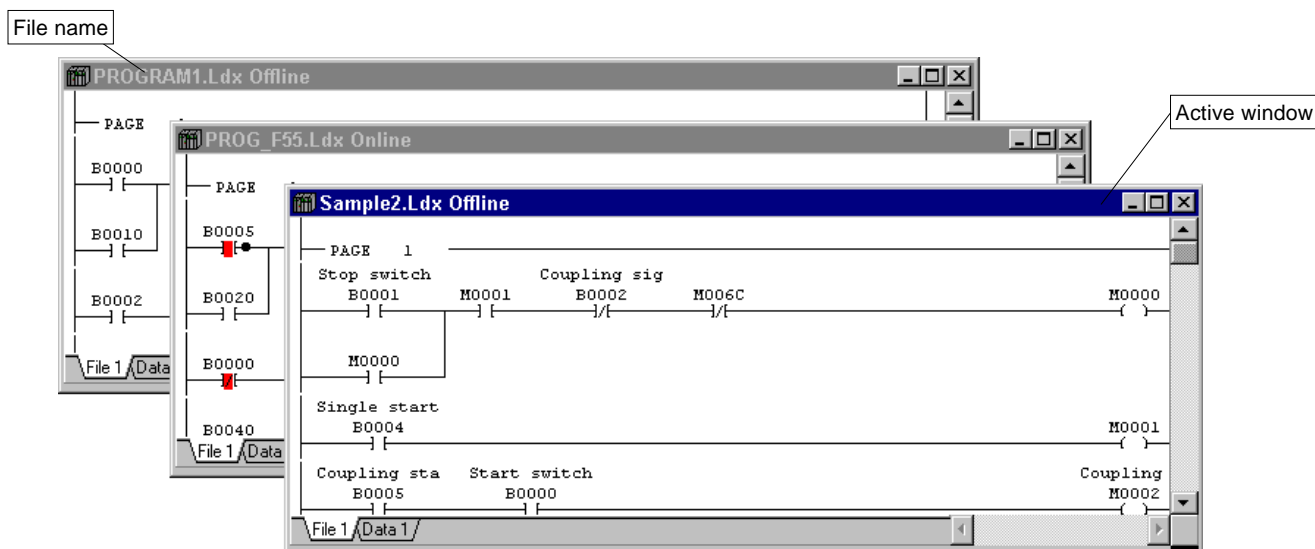 File name
PROGRAM1.Ldx Offline
Active window
PAGE
PROG_F55.Ldx Online
B0000
PAGE
Sample2.Ldx Offline
B0010
B0005
PAGE 1
Stop switch Coupling sig
B0002
B0020
B0001 M0001 B0002 M006C M0000
File 1 Data
B0000
M0000
Single start
B0040
B0004 M0001
File 1 Data
Coupling sta Start switch Coupling
B0005 B0000 M0002
File 1 Data 1